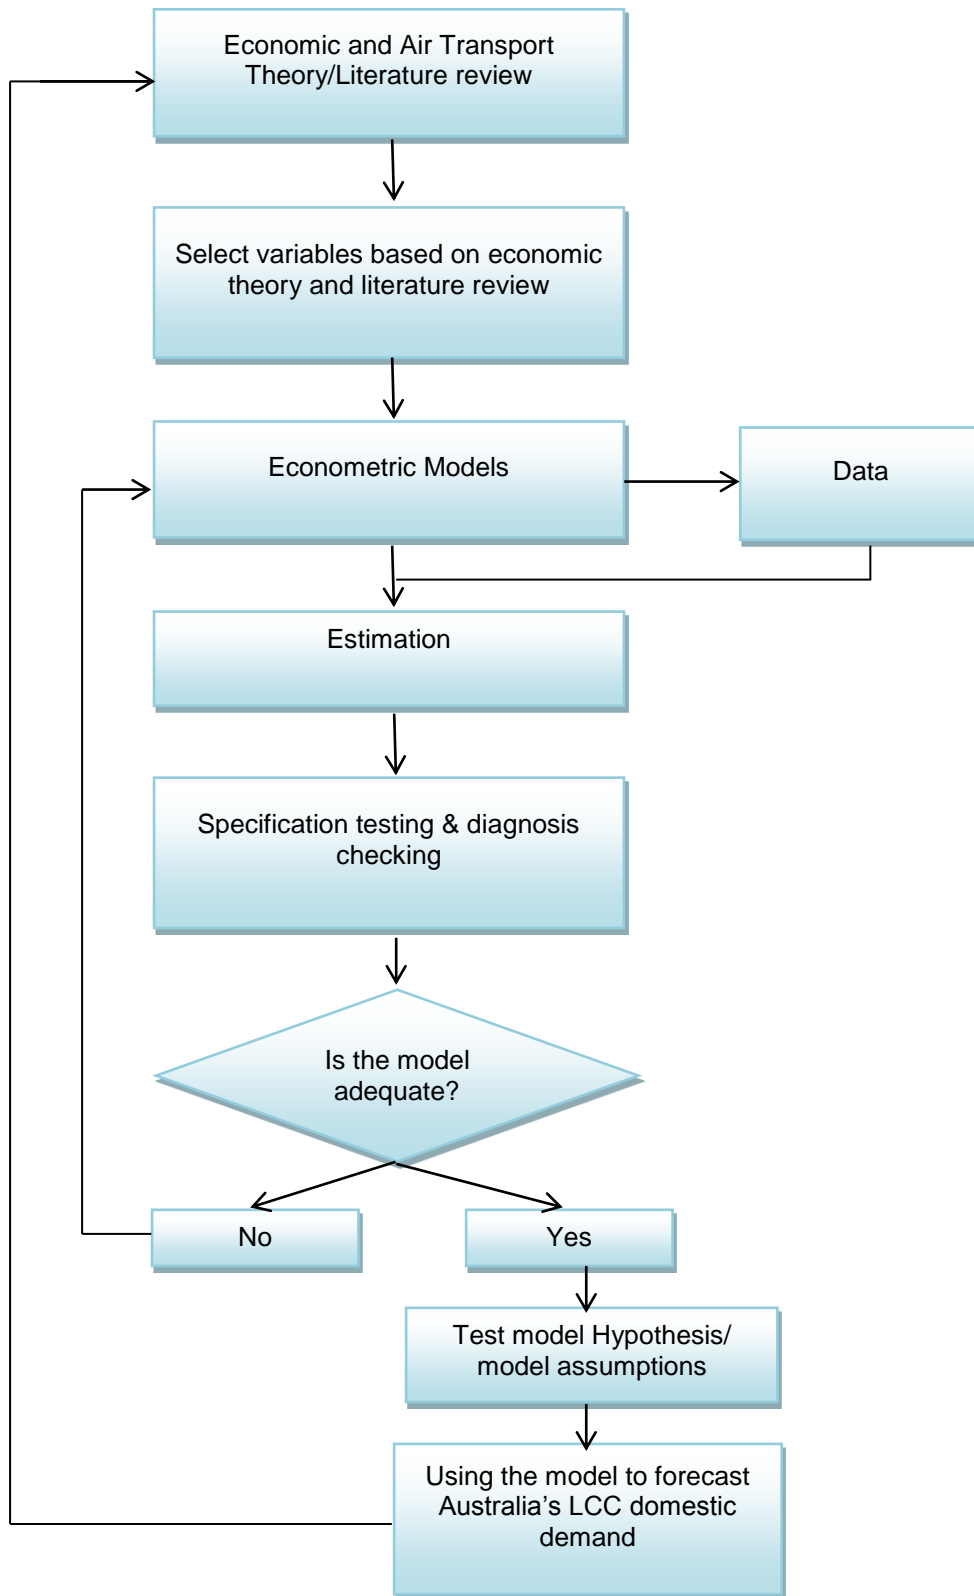 Economic and Air Transport
Theory/Literature review
Select variables based on economic
theory and literature review
Econometric Models
Data
Estimation
Specification testing & diagnosis
checking
Is the model
adequate?
No
Yes
Test model Hypothesis/
model assumptions
Using the model to forecast
Australia’s LCC domestic
demand